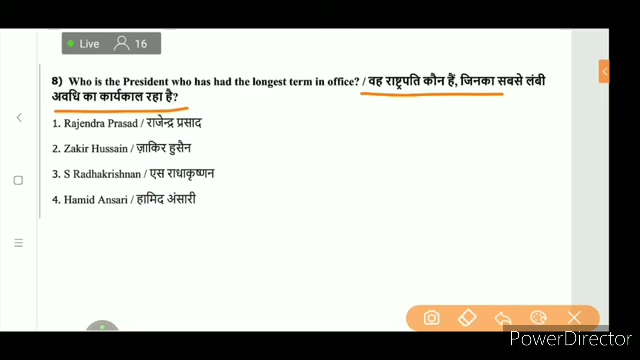 Live 16
8) Who is the President who has had the longest term in office? / वह राष्ट्रपति कौन हैं, जिनका सबसे लंबी
अवधि का कार्यकाल रहा है?
1. Rajendra Prasad / राजेन्द्र प्रसाद
2. Zakir Hussain / ज़ाकिर हुसैन
3. S Radhakrishnan / एस राधाकृष्णन
4. Hamid Ansari / हामिद अंसारी
PowerDirector